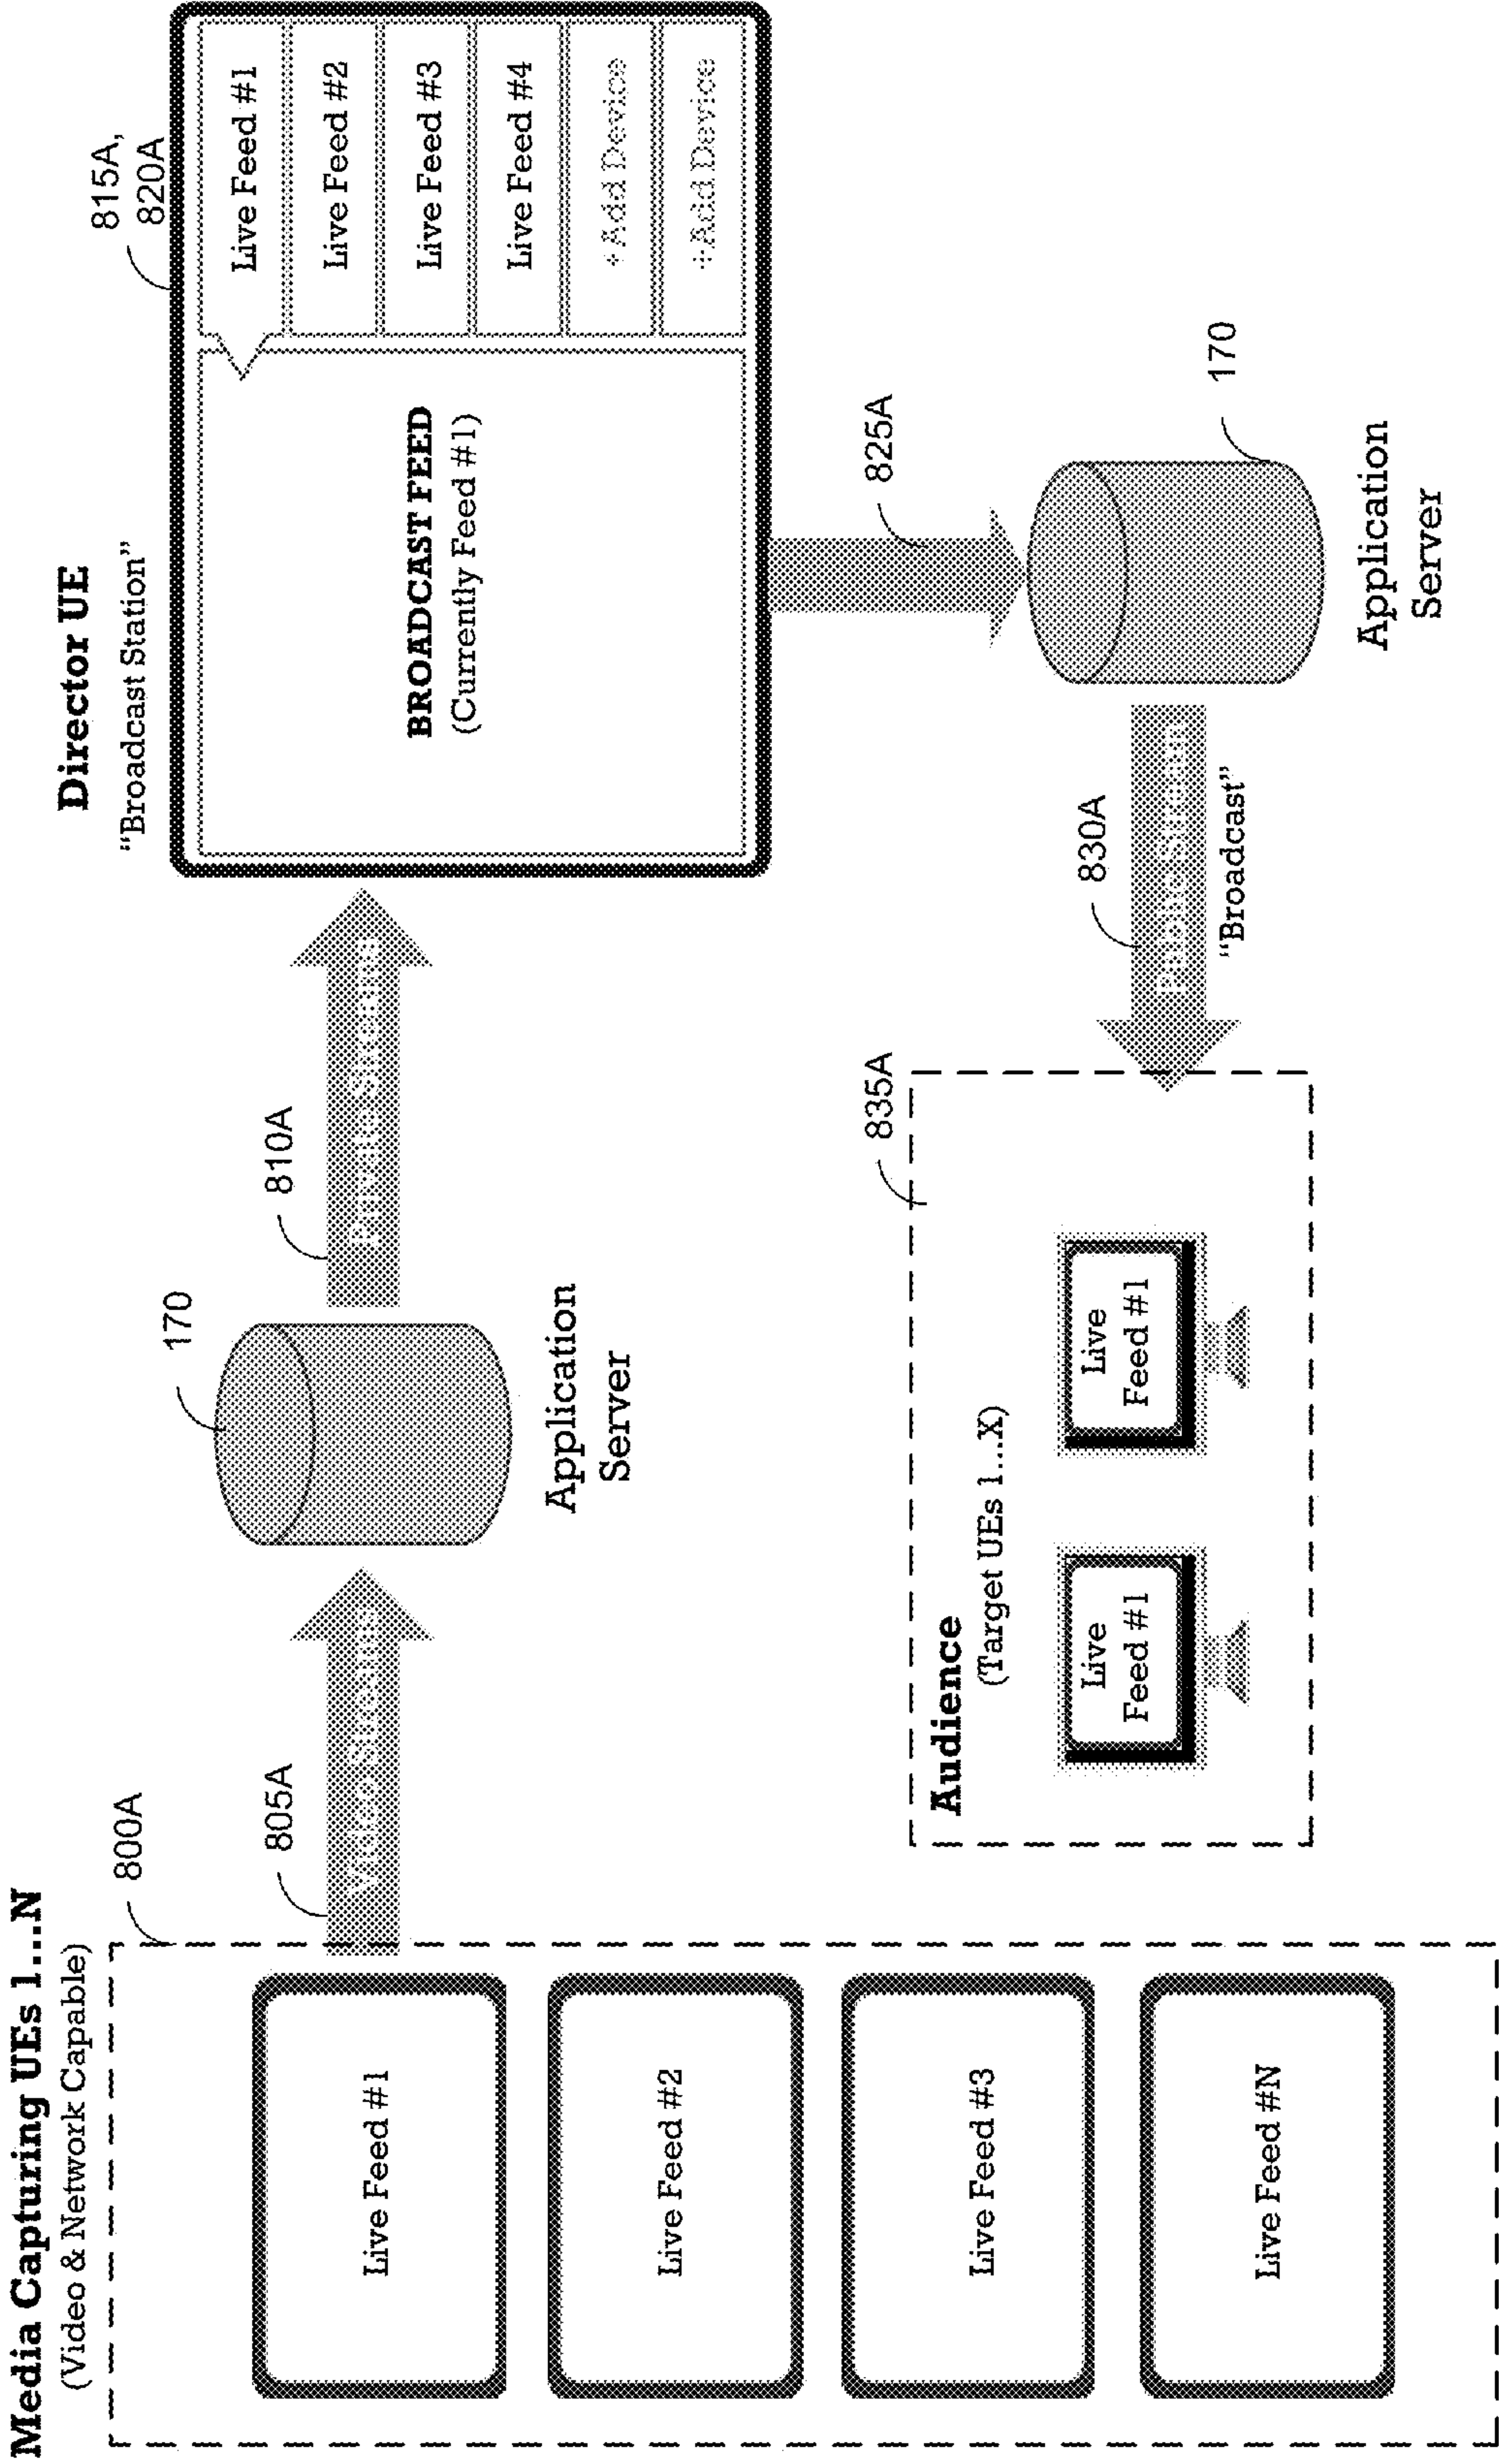 Media Capturing UEs 1...N
(Video & Network Capable)
800A
Live Feed #1
Live Feed #2
Live Feed #3
Live Feed #N
805A
Video Streams
170
Application
Server
810A
Private Streams
Director UE
"Broadcast Station"
815A,
820A
BROADCAST FEED
(Currently Feed #1)
Live Feed #1
Live Feed #2
Live Feed #3
Live Feed #4
+Add Device
+Add Device
825A
170
Application
Server
830A
Public Stream
"Broadcast"
835A
Audience
(Target UEs 1...X)
Live
Feed #1
Live
Feed #1